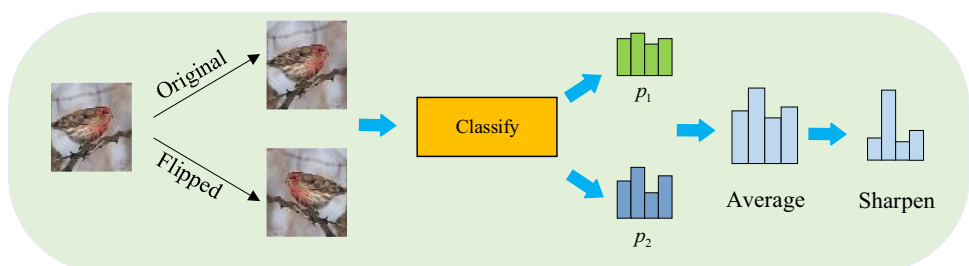 Original
Flipped
Classify
p1
p2
Average
Sharpen